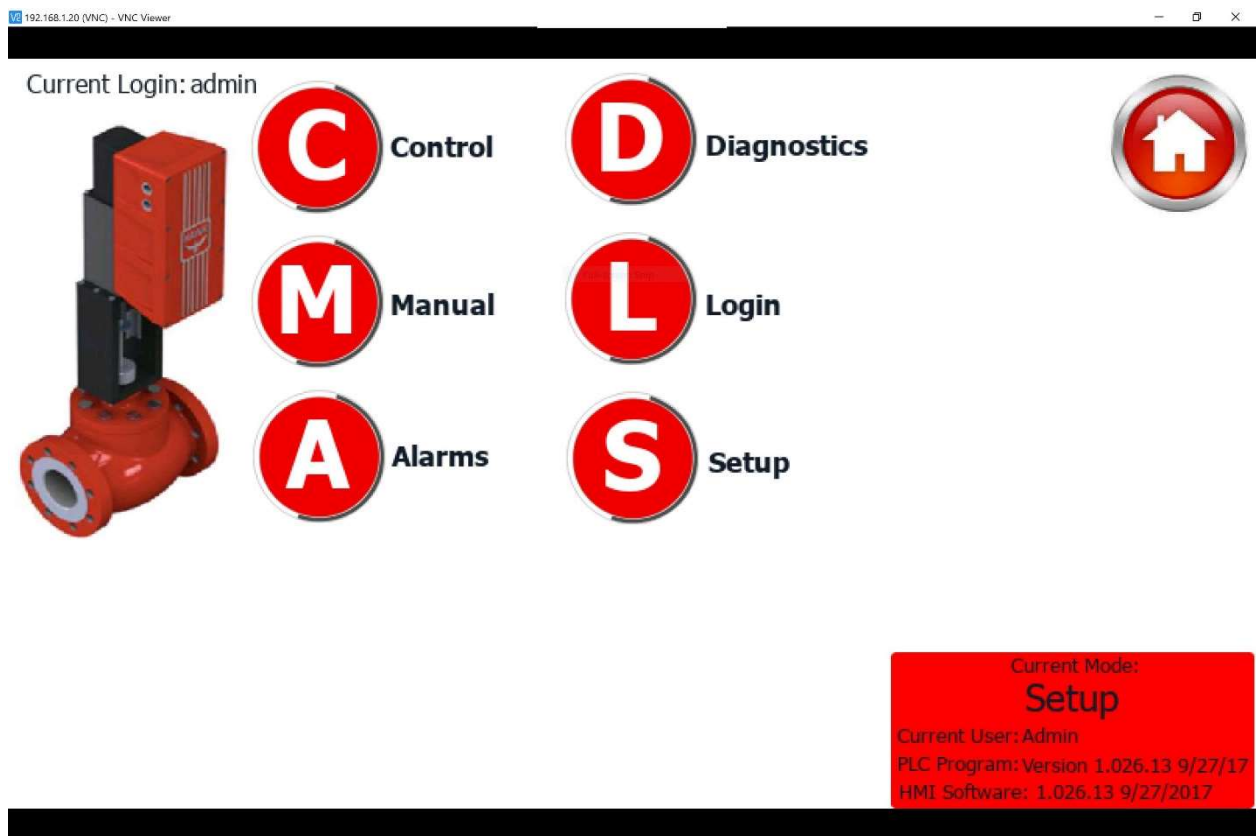 192.168.1.20 (VNC) - VNC Viewer
Current Login: admin
C Control
D Diagnostics
M Manual
L Login
A Alarms
S Setup
Current Mode:
Setup
Current User: Admin
PLC Program: Version 1.026.13 9/27/17
HMI Software: 1.026.13 9/27/2017